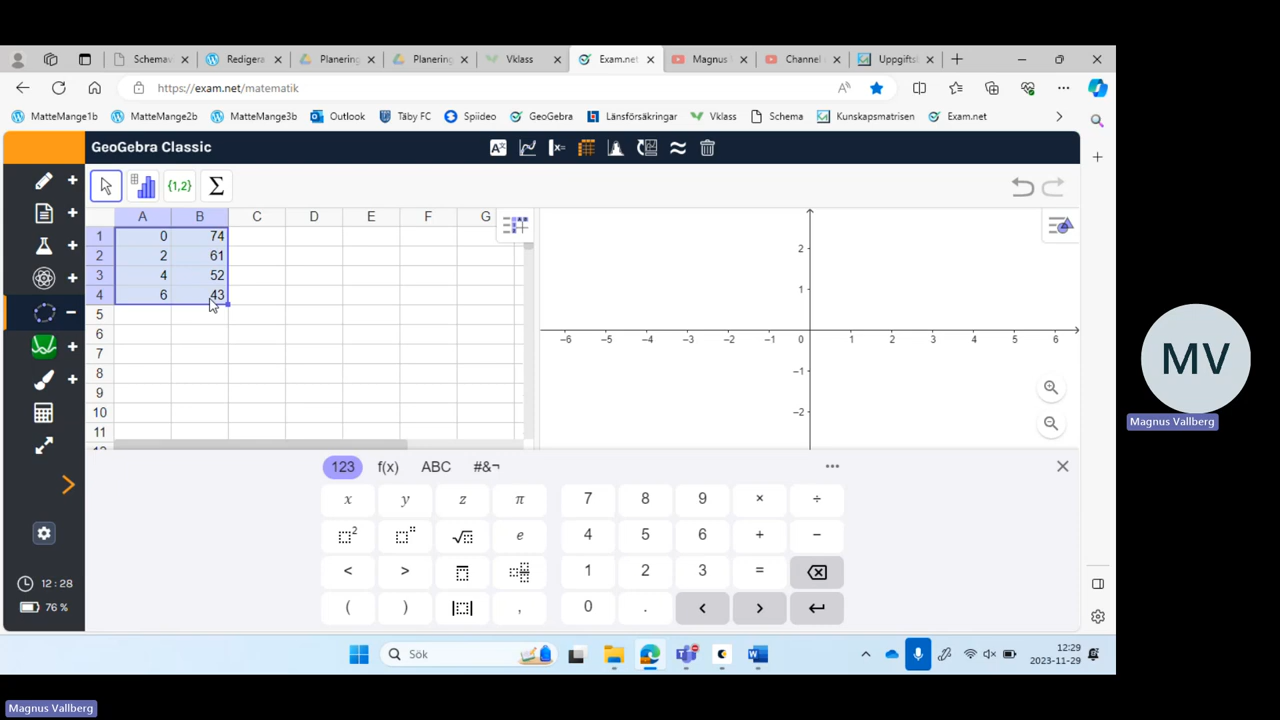 Schemav
Redigera
Planering
Planering
Vklass
Exam.net
Magnus
Channel
Uppgifts
https://exam.net/matematik
MatteMange1b MatteMange2b MatteMange3b Outlook Täby FC Spiideo GeoGebra Länsförsäkringar Vklass Schema Kunskapsmatrisen Exam.net
GeoGebra Classic
{1,2} Σ
A B C D E F G
1 0 74
2 2 61
3 4 52
4 6 43
5
6
7
8
9
10
11
2
1
−6 −5 −4 −3 −2 −1 0 1 2 3 4 5 6
−1
−2
123 f(x) ABC #&¬
x y z π 7 8 9 × ÷
e 4 5 6 + −
< > 1 2 3 =
( ) , 0 . < >
12:28
76 %
MV
Magnus Vallberg
Sök
12:29
2023-11-29
Magnus Vallberg